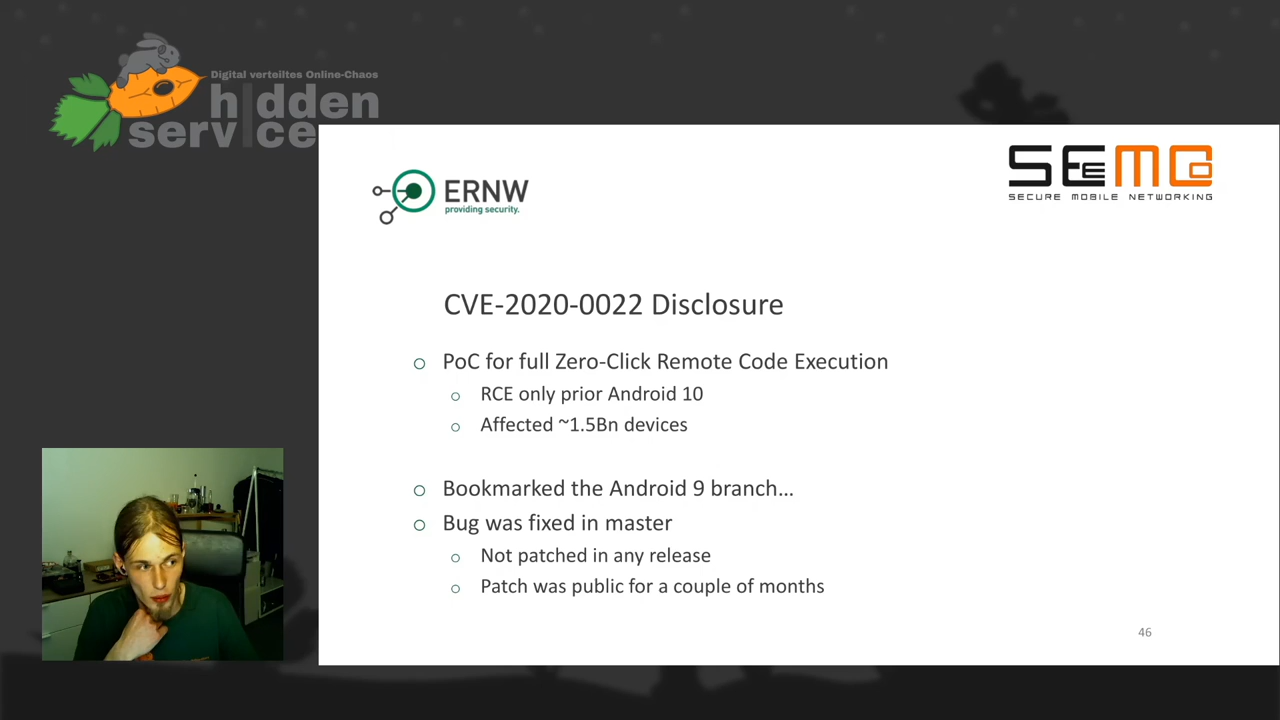 Digital verteiltes Online-Chaos
hidden
service
ERNW
providing security.
SEEMOO
SECURE MOBILE NETWORKING
CVE-2020-0022 Disclosure
PoC for full Zero-Click Remote Code Execution
RCE only prior Android 10
Affected ~1.5Bn devices
Bookmarked the Android 9 branch…
Bug was fixed in master
Not patched in any release
Patch was public for a couple of months
46